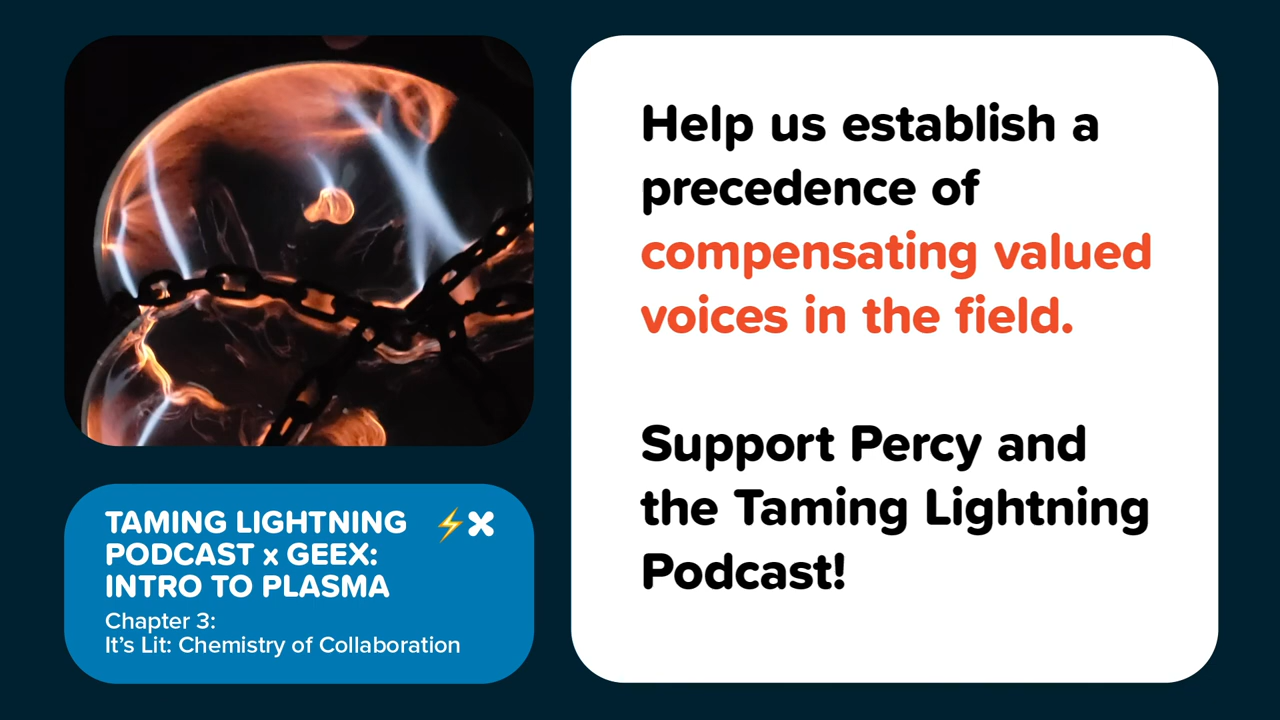 Help us establish a
precedence of
compensating valued
voices in the field.
Support Percy and
the Taming Lightning
Podcast!
TAMING LIGHTNING ⚡✖
PODCAST x GEEX:
INTRO TO PLASMA
Chapter 3:
It’s Lit: Chemistry of Collaboration